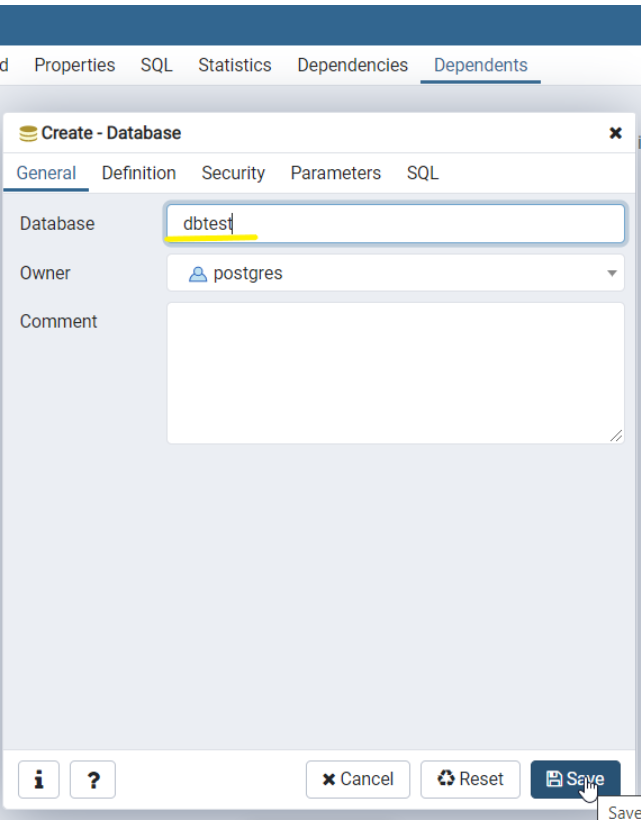 d Properties SQL Statistics Dependencies Dependents
Create - Database
General Definition Security Parameters SQL
Database dbtest
Owner postgres
Comment
i ? Cancel Reset Save
Save